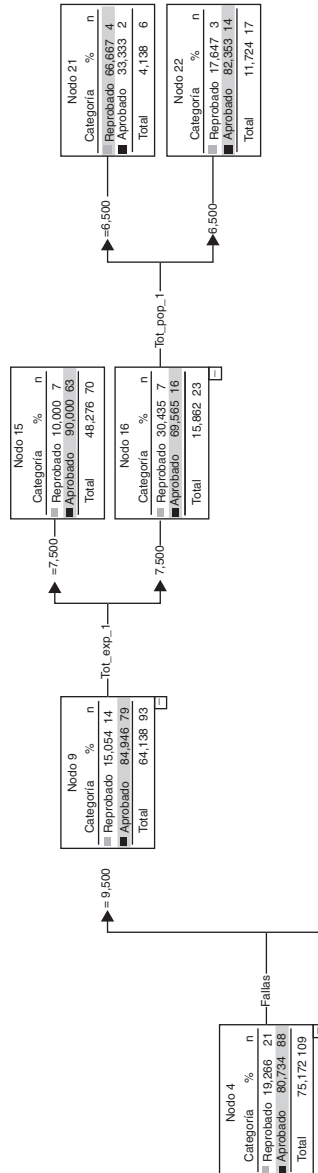 Nodo 4
Categoría % n
Reprobado 19,266 21
Aprobado 80,734 88
Total 75,172 109
Fallas
= 9,500
Nodo 9
Categoría % n
Reprobado 15,054 14
Aprobado 84,946 79
Total 64,138 93
Tot_exp_1
=7,500
7,500
Nodo 15
Categoría % n
Reprobado 10,000 7
Aprobado 90,000 63
Total 48,276 70
Nodo 16
Categoría % n
Reprobado 30,435 7
Aprobado 69,565 16
Total 15,862 23
Tot_pop_1
=6,500
6,500
Nodo 21
Categoría % n
Reprobado 66,667 4
Aprobado 33,333 2
Total 4,138 6
Nodo 22
Categoría % n
Reprobado 17,647 3
Aprobado 82,353 14
Total 11,724 17